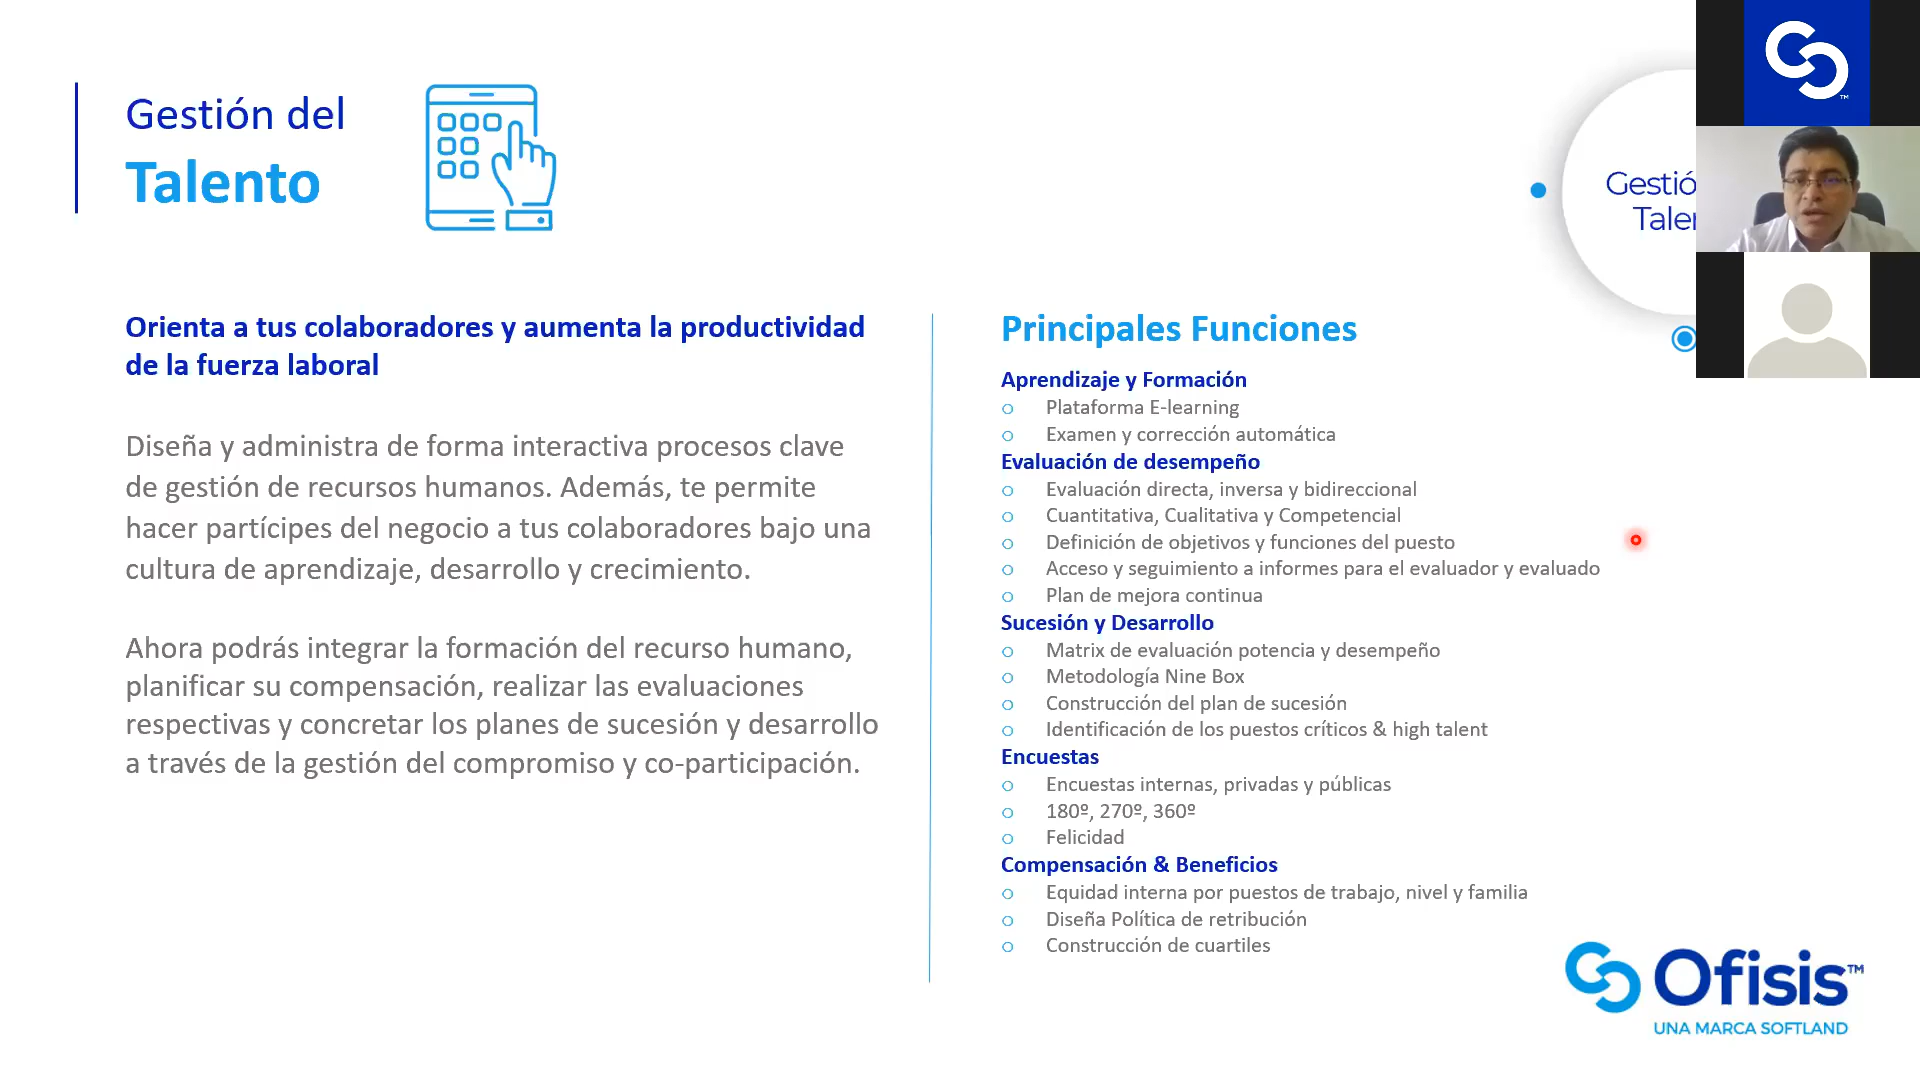 Gestión del
Talento
Orienta a tus colaboradores y aumenta la productividad
de la fuerza laboral
Diseña y administra de forma interactiva procesos clave
de gestión de recursos humanos. Además, te permite
hacer partícipes del negocio a tus colaboradores bajo una
cultura de aprendizaje, desarrollo y crecimiento.
Ahora podrás integrar la formación del recurso humano,
planificar su compensación, realizar las evaluaciones
respectivas y concretar los planes de sucesión y desarrollo
a través de la gestión del compromiso y co-participación.
Principales Funciones
Aprendizaje y Formación
Plataforma E-learning
Examen y corrección automática
Evaluación de desempeño
Evaluación directa, inversa y bidireccional
Cuantitativa, Cualitativa y Competencial
Definición de objetivos y funciones del puesto
Acceso y seguimiento a informes para el evaluador y evaluado
Plan de mejora continua
Sucesión y Desarrollo
Matrix de evaluación potencia y desempeño
Metodología Nine Box
Construcción del plan de sucesión
Identificación de los puestos críticos & high talent
Encuestas
Encuestas internas, privadas y públicas
180º, 270º, 360º
Felicidad
Compensación & Beneficios
Equidad interna por puestos de trabajo, nivel y familia
Diseña Política de retribución
Construcción de cuartiles
Gestió
Tale
TM
Ofisis™
UNA MARCA SOFTLAND